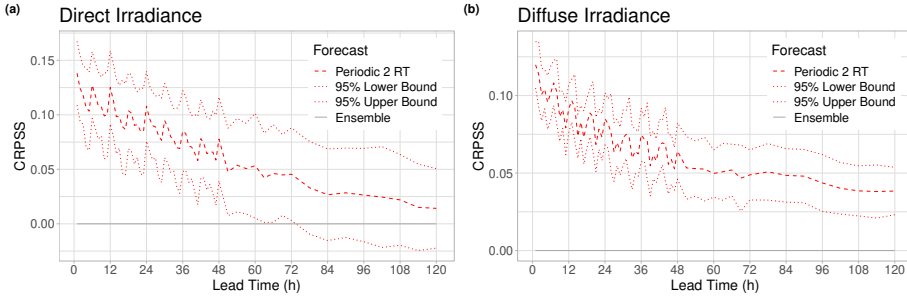 (a)
Direct Irradiance
CRPSS
0.15
0.10
0.05
0.00
Forecast
Periodic 2 RT
95% Lower Bound
95% Upper Bound
Ensemble
0 12 24 36 48 60 72 84 96 108 120
Lead Time (h)
(b)
Diffuse Irradiance
CRPSS
0.10
0.05
0.00
Forecast
Periodic 2 RT
95% Lower Bound
95% Upper Bound
Ensemble
0 12 24 36 48 60 72 84 96 108 120
Lead Time (h)